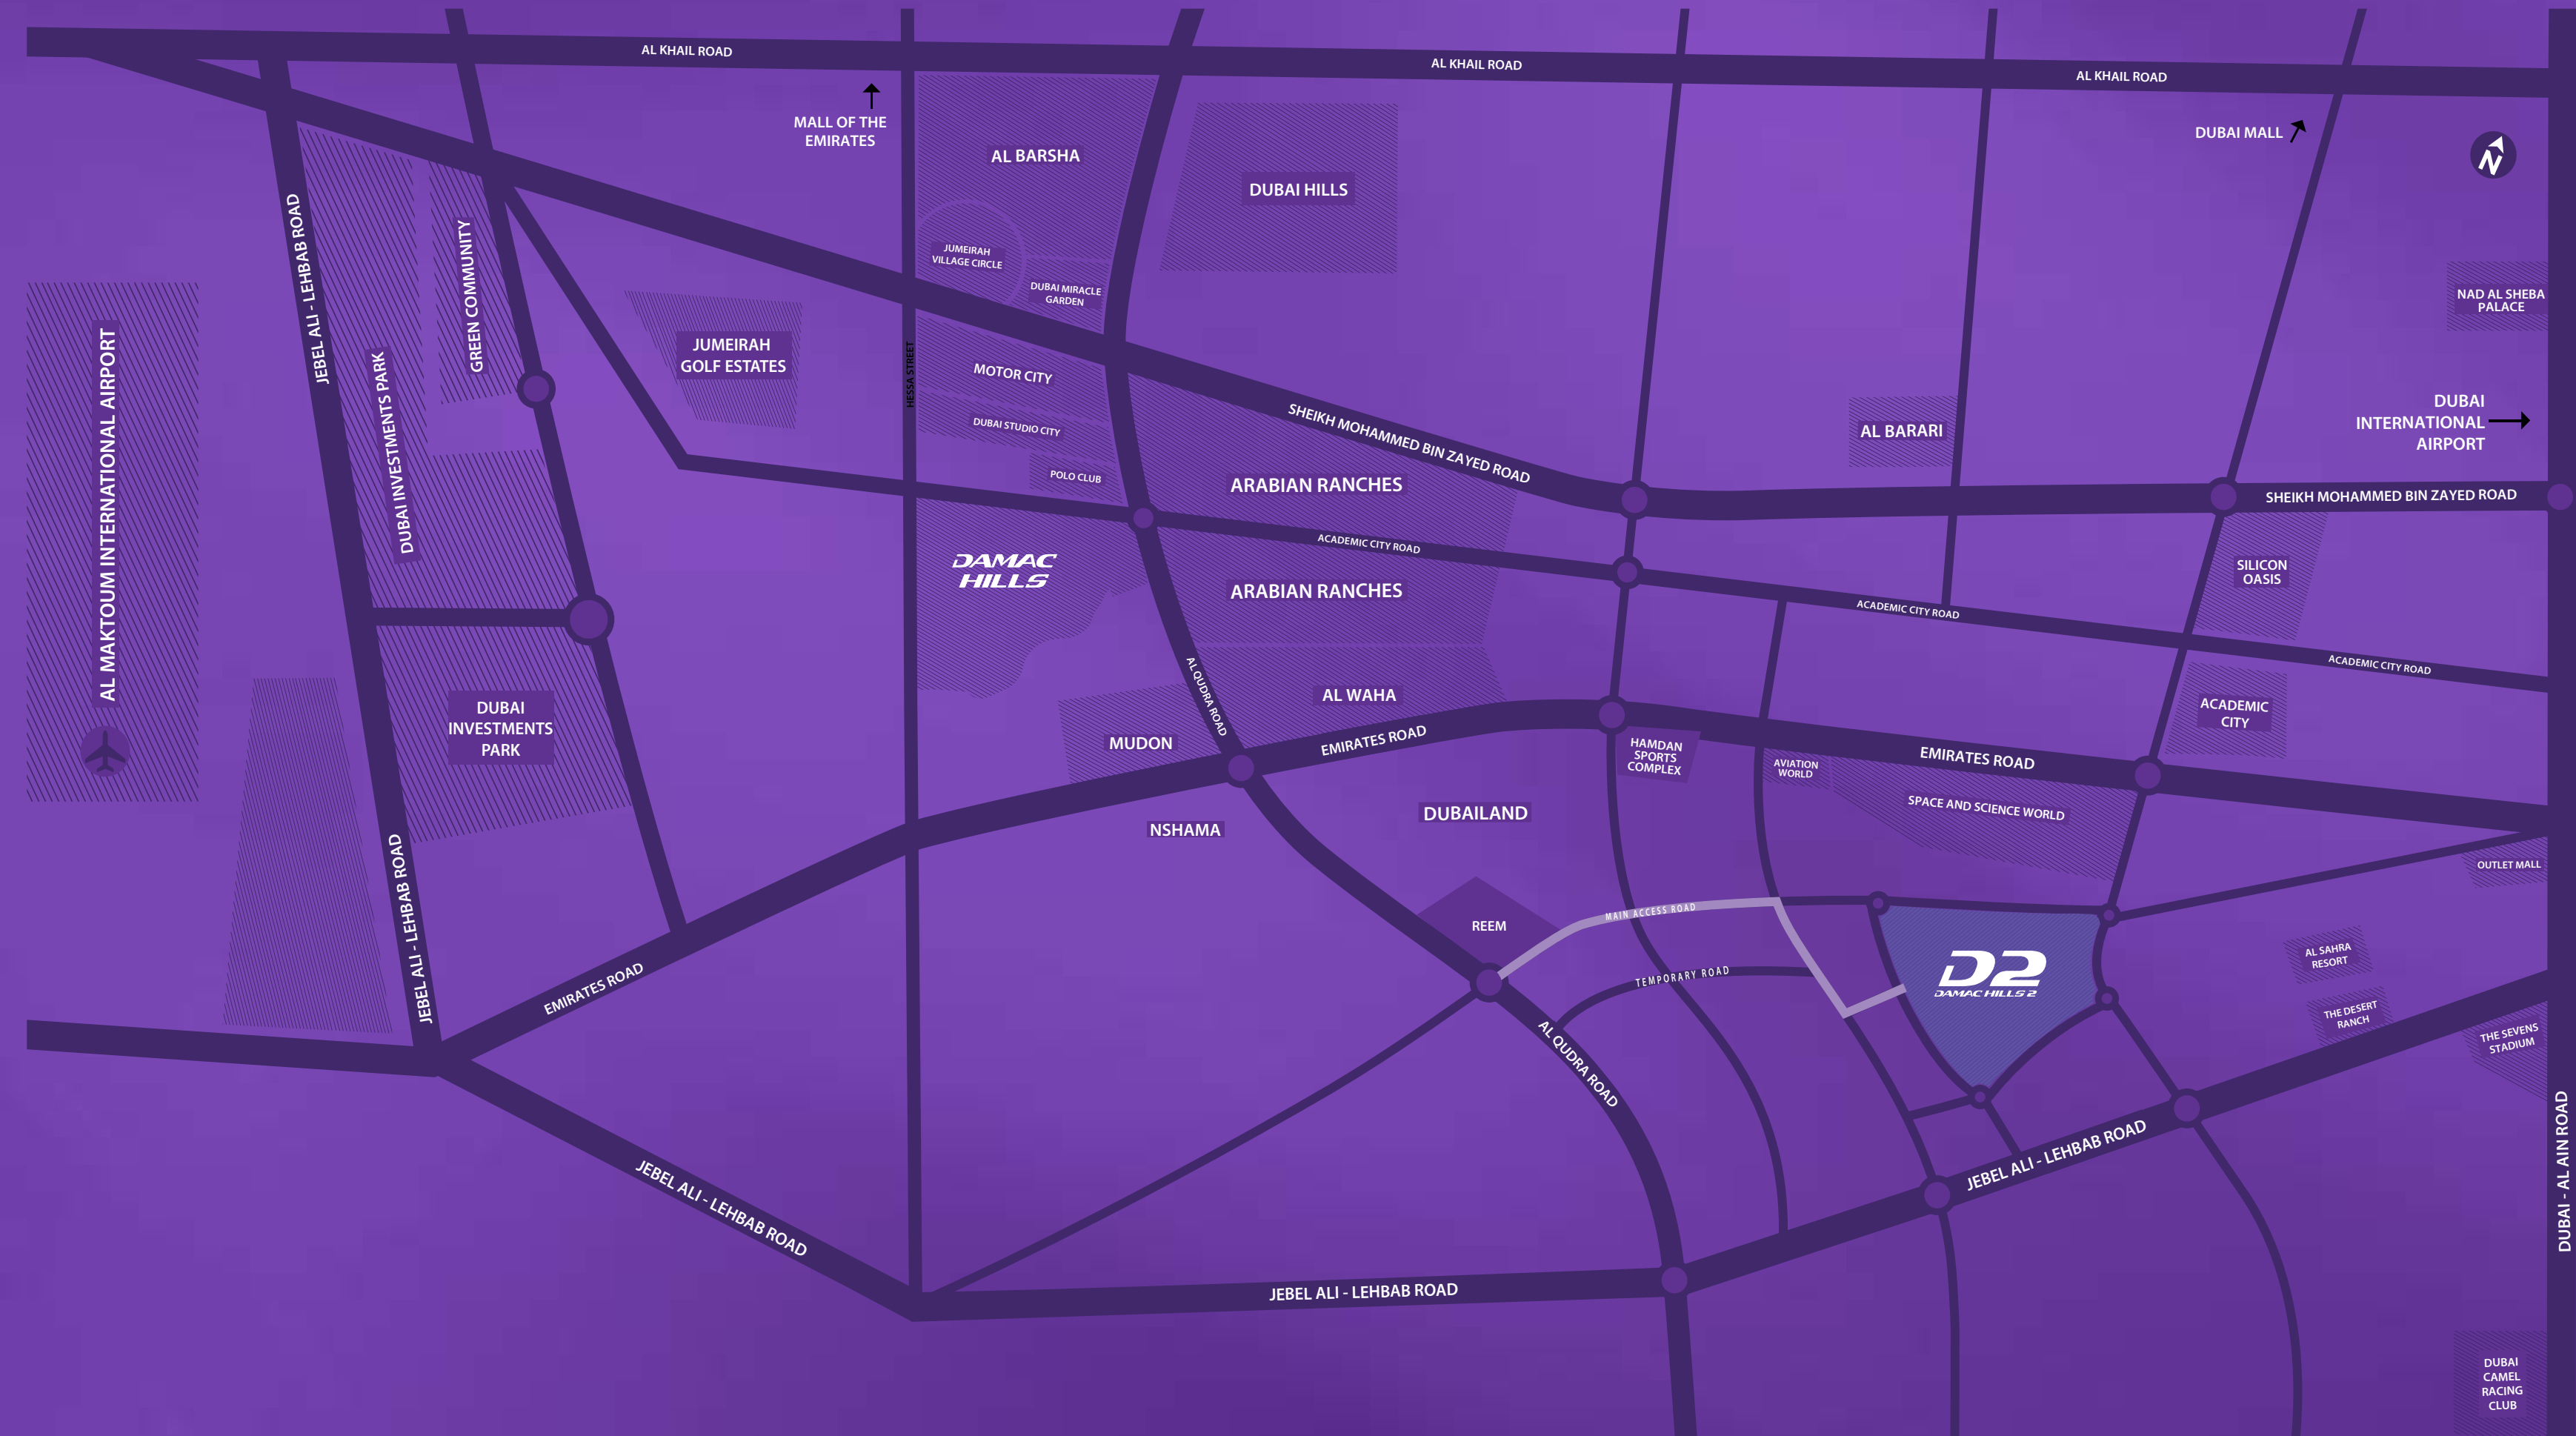 AL KHAIL ROAD
AL KHAIL ROAD
AL KHAIL ROAD
MALL OF THE
EMIRATES
DUBAI MALL
N
AL BARSHA
DUBAI HILLS
JEBEL ALI - LEHBAB ROAD
GREEN COMMUNITY
JUMEIRAH
VILLAGE CIRCLE
DUBAI MIRACLE
GARDEN
NAD AL SHEBA
PALACE
AL MAKTOUM INTERNATIONAL AIRPORT
DUBAI INVESTMENTS PARK
JUMEIRAH
GOLF ESTATES
HESSA STREET
MOTOR CITY
DUBAI STUDIO CITY
POLO CLUB
SHEIKH MOHAMMED BIN ZAYED ROAD
AL BARARI
DUBAI
INTERNATIONAL
AIRPORT
ARABIAN RANCHES
SHEIKH MOHAMMED BIN ZAYED ROAD
ACADEMIC CITY ROAD
DAMAC
HILLS
ARABIAN RANCHES
SILICON
OASIS
ACADEMIC CITY ROAD
ACADEMIC CITY ROAD
ALQUDRA ROAD
AL WAHA
DUBAI
INVESTMENTS
PARK
ACADEMIC
CITY
MUDON
EMIRATES ROAD
HAMDAN
SPORTS
COMPLEX
AVIATION
WORLD
EMIRATES ROAD
SPACE AND SCIENCE WORLD
NSHAMA
DUBAILAND
OUTLET MALL
JEBEL ALI - LEHBAB ROAD
REEM
MAIN ACCESS ROAD
TEMPORARY ROAD
D2
DAMAC HILLS 2
AL SAHRA
RESORT
THE DESERT
RANCH
THE SEVENS
STADIUM
EMIRATES ROAD
AL QUDRA ROAD
JEBEL ALI - LEHBAB ROAD
JEBEL ALI - LEHBAB ROAD
JEBEL ALI - LEHBAB ROAD
DUBAI - AL AIN ROAD
DUBAI
CAMEL
RACING
CLUB